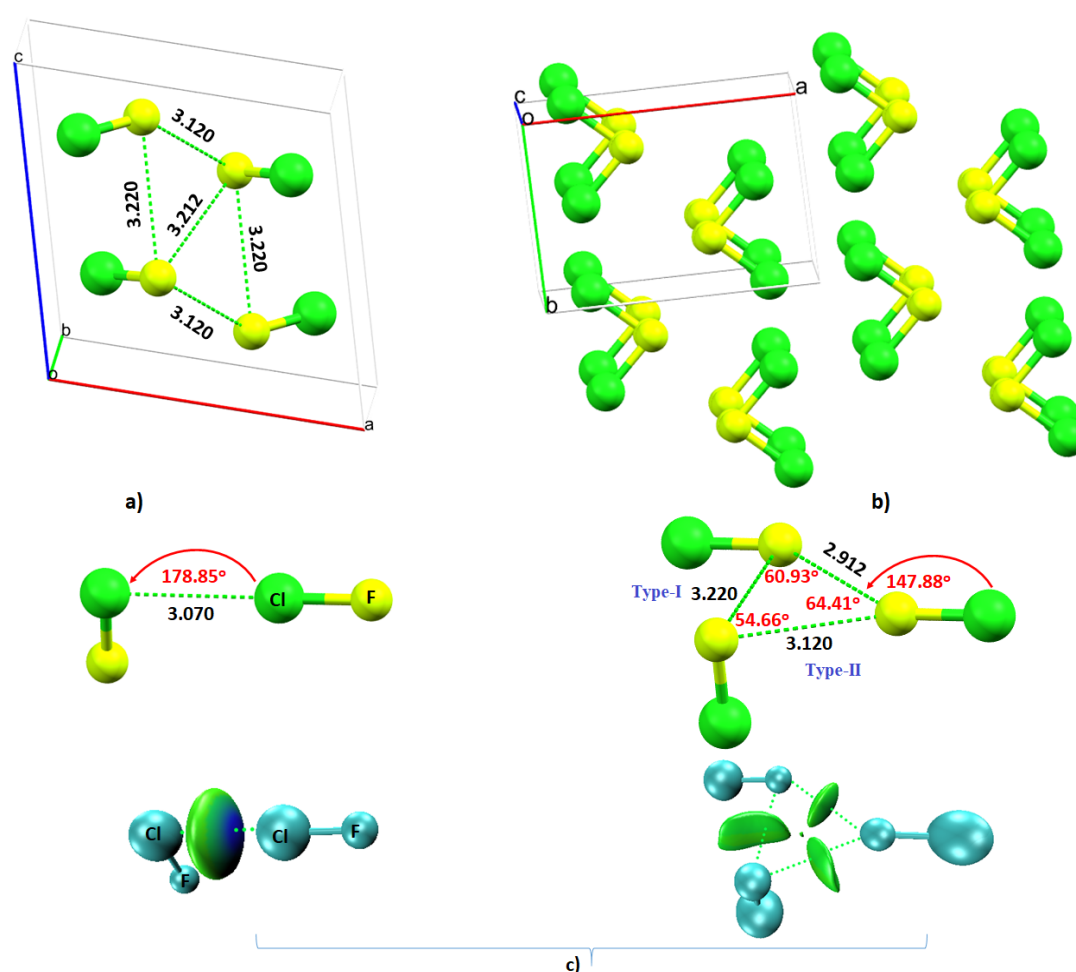 c
3.120
3.220
3.212
3.220
3.120
b
o
a
a)
c
o
a
b
b)
178.85°
3.070
Cl
F
2.912
60.93°
147.88°
Type-I
3.220
64.41°
54.66°
3.120
Type-II
Cl
F
Cl
F
c)